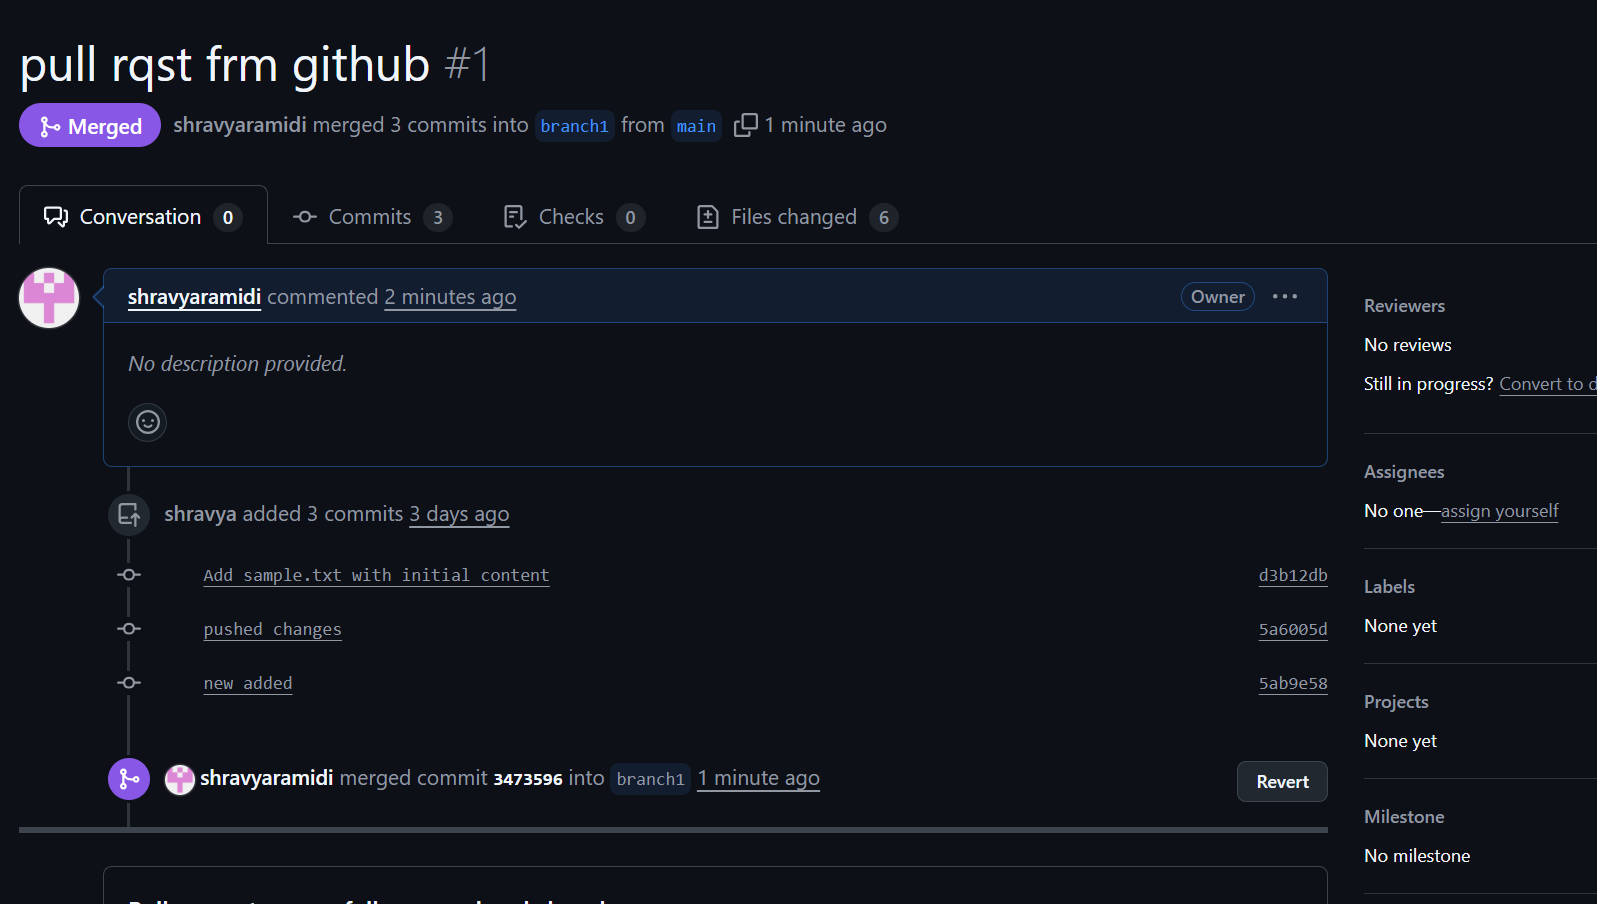 pull rqst frm github #1
Merged shravyaramidi merged 3 commits into branch1 from main 1 minute ago
Conversation 0 Commits 3 Checks 0 Files changed 6
shravyaramidi commented 2 minutes ago Owner ...
No description provided.
shravya added 3 commits 3 days ago
Add sample.txt with initial content d3b12db
pushed changes 5a6005d
new added 5ab9e58
shravyaramidi merged commit 3473596 into branch1 1 minute ago Revert
Reviewers
No reviews
Still in progress? Convert to
Assignees
No one—assign yourself
Labels
None yet
Projects
None yet
Milestone
No milestone